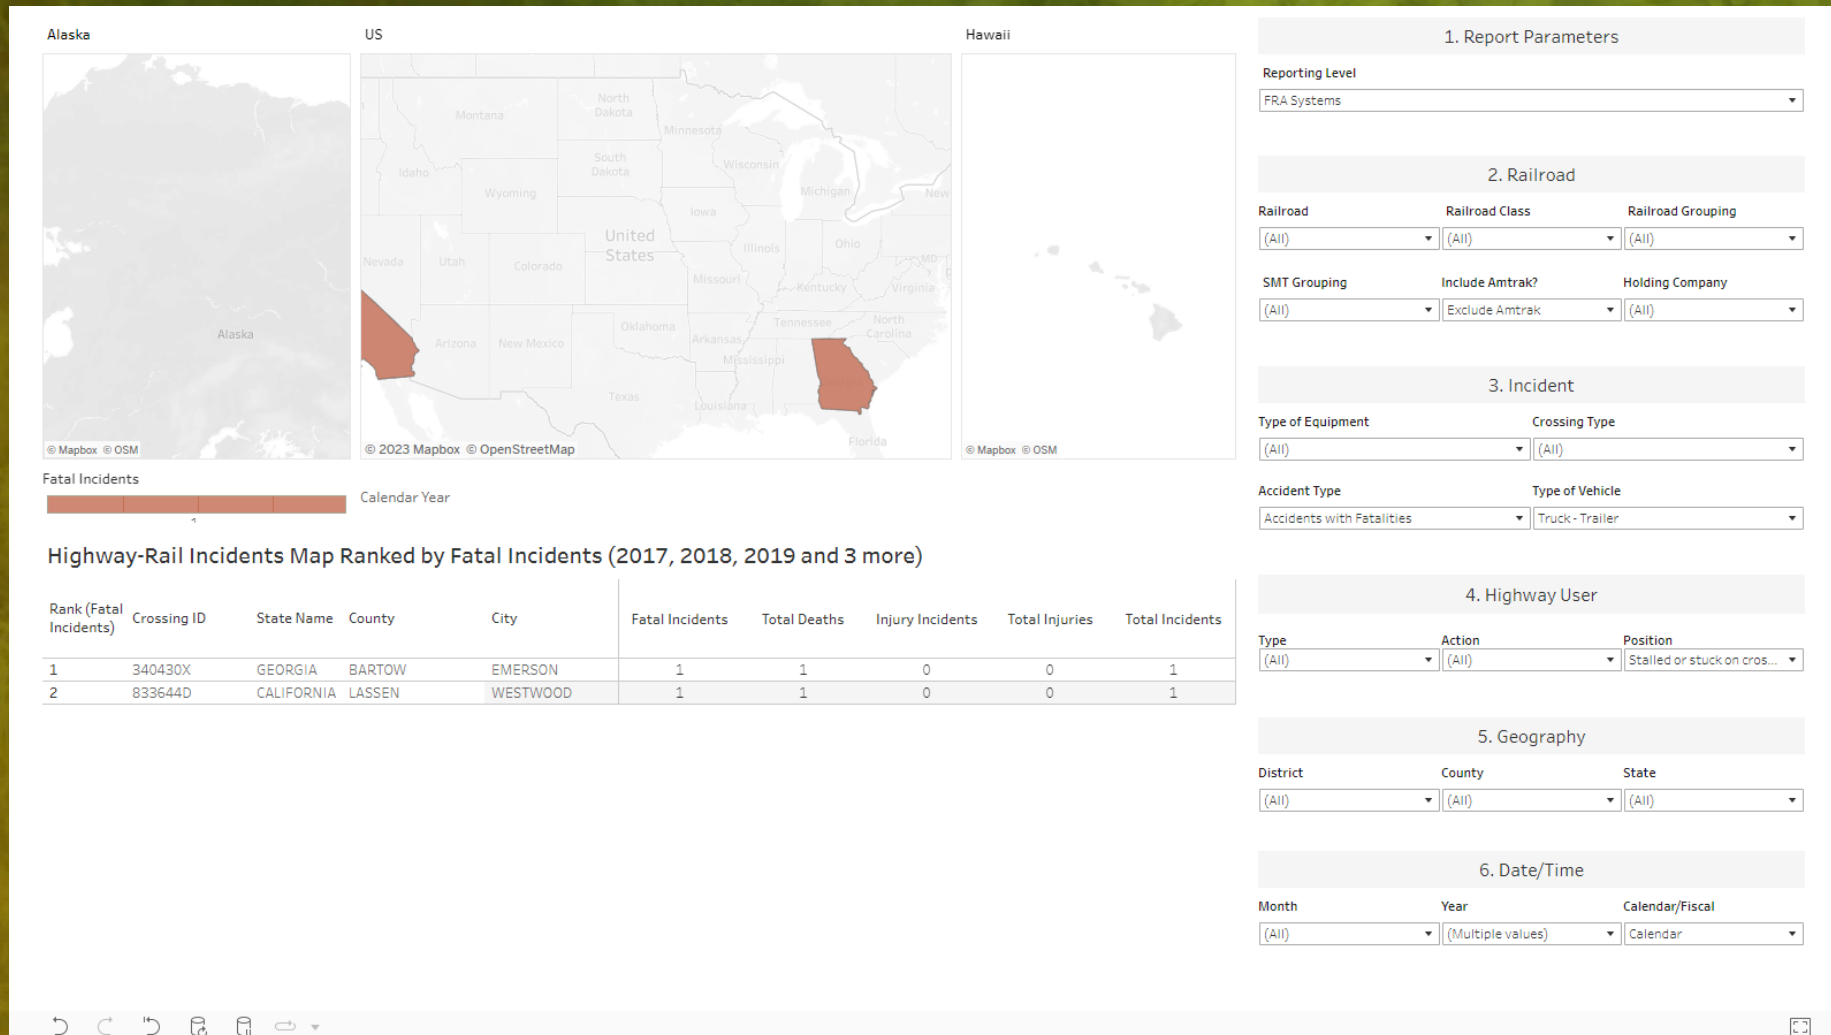 Alaska
US
Hawaii
Alaska
© Mapbox © OSM
Montana
North
Dakota
Minnesota
Idaho
South
Dakota
Wisconsin
Wyoming
Michigan
New
Iowa
United
States
Nevada
Utah
Colorado
Illinois
Ohio
MD
Missouri
Kentucky
Virginia
Oklahoma
Tennessee
North
Carolina
Arizona
New Mexico
Arkansas
Mississippi
Texas
Louisiana
Florida
© 2023 Mapbox © OpenStreetMap
© Mapbox © OSM
Fatal Incidents
Calendar Year
Highway-Rail Incidents Map Ranked by Fatal Incidents (2017, 2018, 2019 and 3 more)
Rank (Fatal
Incidents) Crossing ID State Name County City Fatal Incidents Total Deaths Injury Incidents Total Injuries Total Incidents
1 340430X GEORGIA BARTOW EMERSON 1 1 0 0 1
2 833644D CALIFORNIA LASSEN WESTWOOD 1 1 0 0 1
1. Report Parameters
Reporting Level
FRA Systems
2. Railroad
Railroad Railroad Class Railroad Grouping
(All) (All) (All)
SMT Grouping Include Amtrak? Holding Company
(All) Exclude Amtrak (All)
3. Incident
Type of Equipment Crossing Type
(All) (All)
Accident Type Type of Vehicle
Accidents with Fatalities Truck - Trailer
4. Highway User
Type Action Position
(All) (All) Stalled or stuck on cros...
5. Geography
District County State
(All) (All) (All)
6. Date/Time
Month Year Calendar/Fiscal
(All) (Multiple values) Calendar